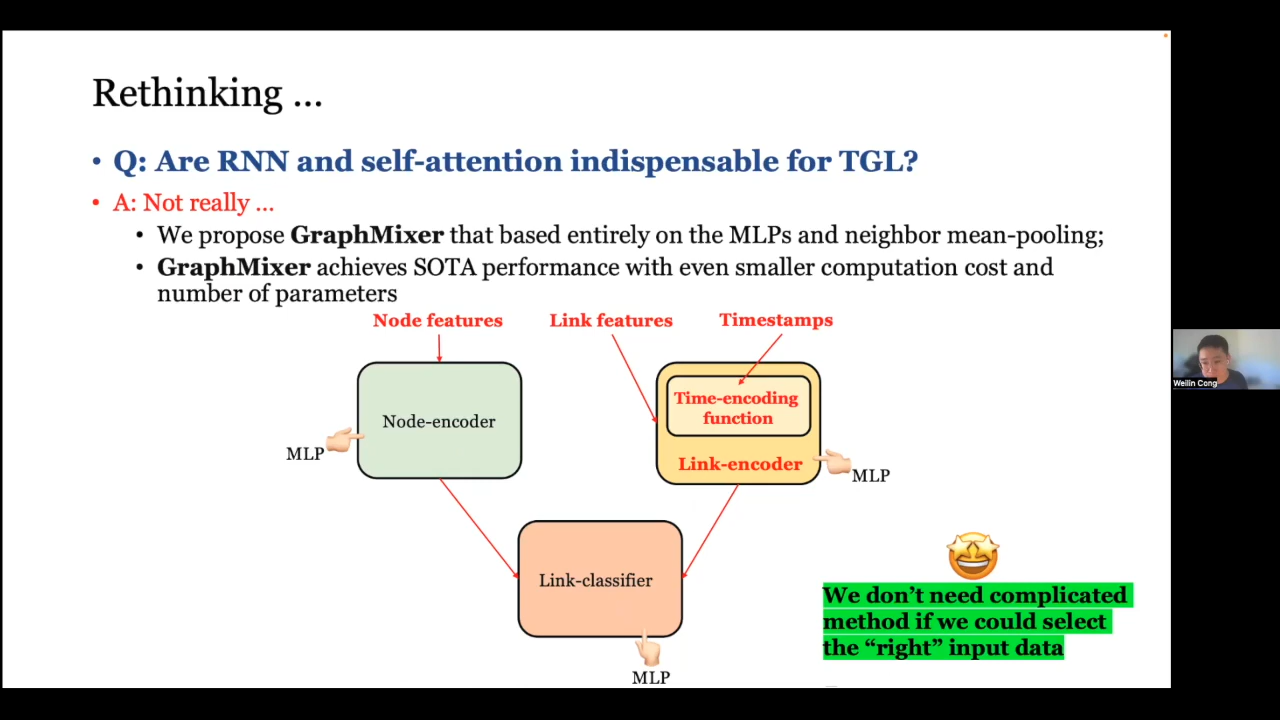 Rethinking ...
• Q: Are RNN and self-attention indispensable for TGL?
• A: Not really ...
• We propose GraphMixer that based entirely on the MLPs and neighbor mean-pooling;
• GraphMixer achieves SOTA performance with even smaller computation cost and
number of parameters
Node features
Link features
Timestamps
Time-encoding
function
Node-encoder
Link-encoder
MLP
MLP
Link-classifier
MLP
We don't need complicated
method if we could select
the “right” input data
Weilin Cong